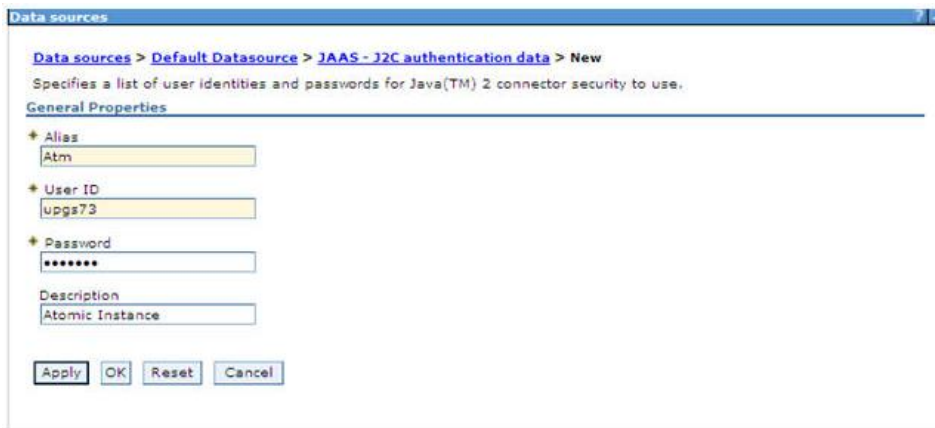 Data sources
?
Data sources > Default Datasource > JAAS - J2C authentication data > New
Specifies a list of user identities and passwords for Java(TM) 2 connector security to use.
General Properties
Alias
Atm
User ID
upgs73
Password
•••••••
Description
Atomic Instance
Apply OK Reset Cancel